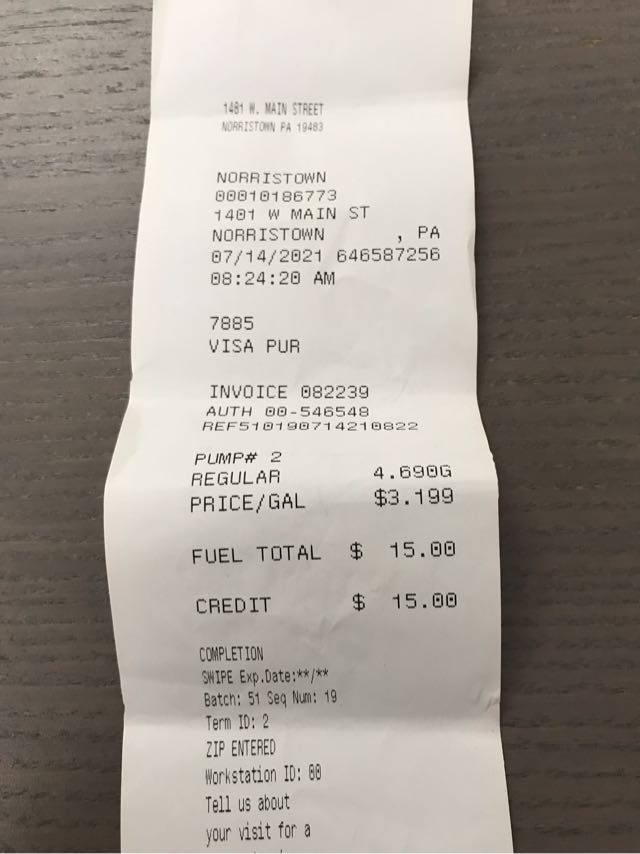 1481 W. MAIN STREET
NORRISTOWN PA 19403
NORRISTOWN
00010186773
1401 W MAIN ST
NORRISTOWN , PA
07/14/2021 646587256
08:24:20 AM
7885
VISA PUR
INVOICE 082239
AUTH 00-546548
REF5101907142108​22
PUMP# 2
REGULAR 4.690G
PRICE/GAL $3.199
FUEL TOTAL $ 15.00
CREDIT $ 15.00
COMPLETION
SWIPE Exp.Date:**/**
Batch: 51 Seq Num: 19
Term ID: 2
ZIP ENTERED
Workstation ID: 00
Tell us about
your visit for a